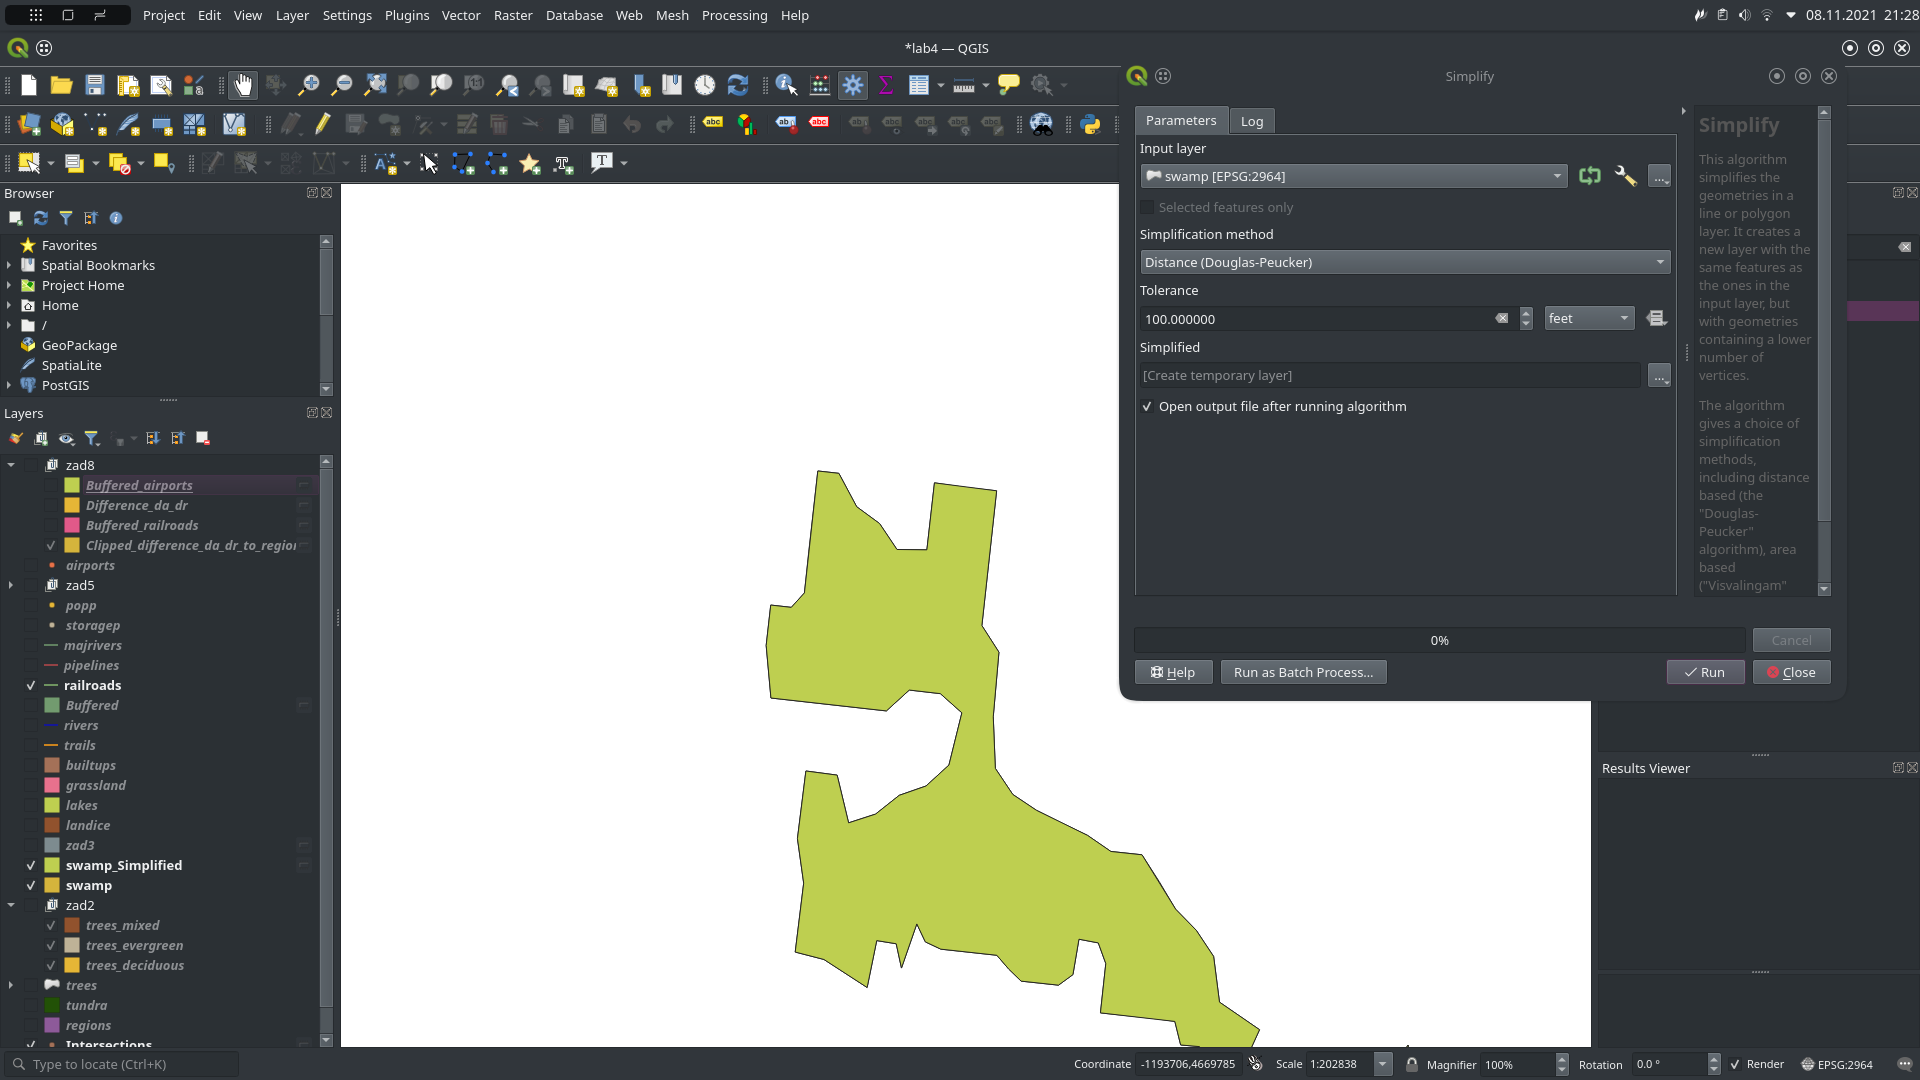 Project Edit View Layer Settings Plugins Vector Raster Database Web Mesh Processing Help
08.11.2021 21:28
*lab4 — QGIS
Browser
Favorites
Spatial Bookmarks
Project Home
Home
/
GeoPackage
SpatiaLite
PostGIS
Layers
zad8
Buffered_airports
Difference_da_dr
Buffered_railroads
Clipped_difference_da_dr_to_region
airports
zad5
popp
storagep
majrivers
pipelines
railroads
Buffered
rivers
trails
builtups
grassland
lakes
landice
zad3
swamp_Simplified
swamp
zad2
trees_mixed
trees_evergreen
trees_deciduous
trees
tundra
regions
Intersections
Simplify
Parameters Log
Input layer
swamp [EPSG:2964]
...
Selected features only
Simplification method
Distance (Douglas-Peucker)
Tolerance
100.000000
feet
Simplified
[Create temporary layer]
...
Open output file after running algorithm
Simplify
This algorithm
simplifies the
geometries in a
line or polygon
layer. It creates a
new layer with the
same features as
the ones in the
input layer, but
with geometries
containing a lower
number of
vertices.
The algorithm
gives a choice of
simplification
methods,
including distance
based (the
"Douglas-
Peucker"
algorithm), area
based
("Visvalingam"
0%
Cancel
Help
Run as Batch Process...
Run
Close
Results Viewer
Type to locate (Ctrl+K)
Coordinate -1193706,4669785 Scale 1:202838 Magnifier 100% Rotation 0.0 ° Render EPSG:2964